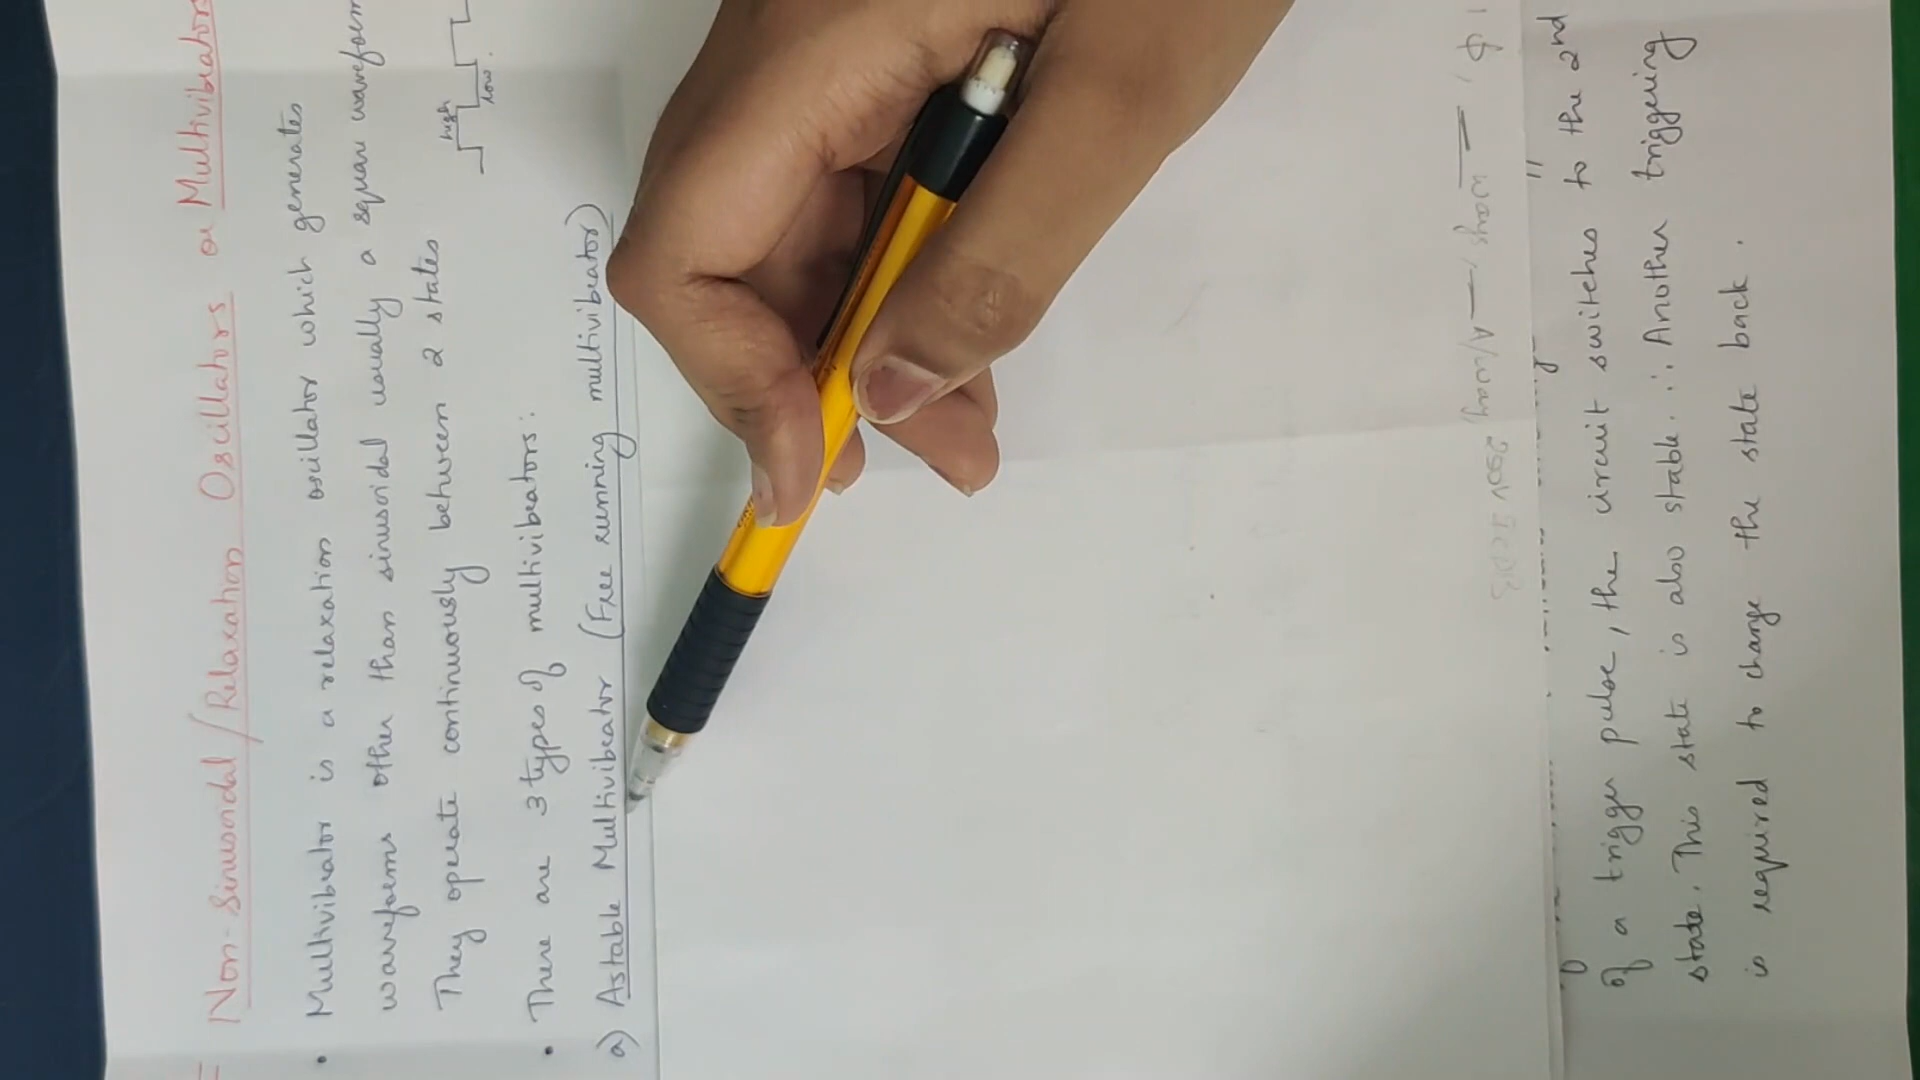 Non-Sinusoidal/Relaxation Oscillators or Multivibrators
• Multivibrator is a relaxation oscillator which generates
waveforms other than sinusoidal usually a square waveform
They operate continuously between 2 states
high
low.
• There are 3 types of multivibrators:
a) Astable Multivibrator (Free running multivibrator)
of a trigger pulse, the circuit switches to the 2nd
state. This state is also stable. ∴ Another triggering
is required to change the state back.